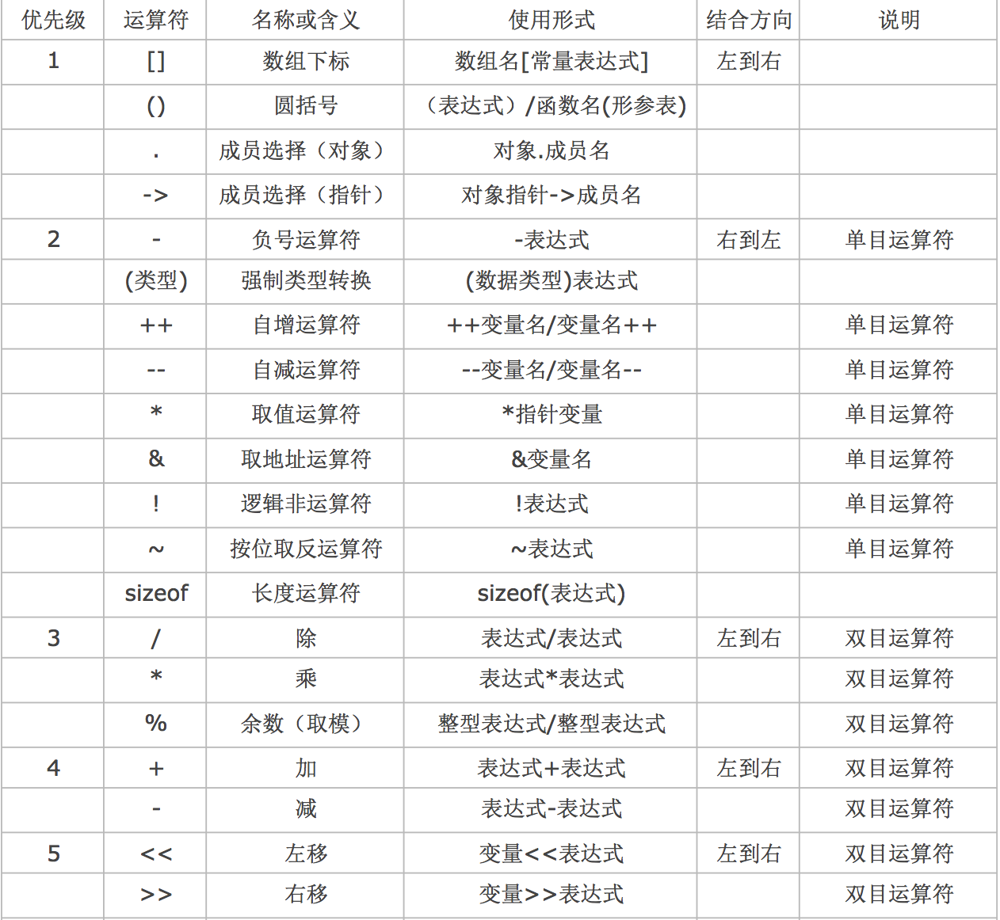 优先级 运算符 名称或含义 使用形式 结合方向 说明
1 [] 数组下标 数组名[常量表达式] 左到右
() 圆括号 （表达式）/函数名(形参表)
. 成员选择（对象） 对象.成员名
-> 成员选择（指针） 对象指针->成员名
2 - 负号运算符 -表达式 右到左 单目运算符
(类型) 强制类型转换 (数据类型)表达式
++ 自增运算符 ++变量名/变量名++ 单目运算符
-- 自减运算符 --变量名/变量名-- 单目运算符
* 取值运算符 *指针变量 单目运算符
& 取地址运算符 &变量名 单目运算符
! 逻辑非运算符 !表达式 单目运算符
~ 按位取反运算符 ~表达式 单目运算符
sizeof 长度运算符 sizeof(表达式)
3 / 除 表达式/表达式 左到右 双目运算符
* 乘 表达式*表达式 双目运算符
% 余数（取模） 整型表达式/整型表达式 双目运算符
4 + 加 表达式+表达式 左到右 双目运算符
- 减 表达式-表达式 双目运算符
5 << 左移 变量<<表达式 左到右 双目运算符
>> 右移 变量>>表达式 双目运算符